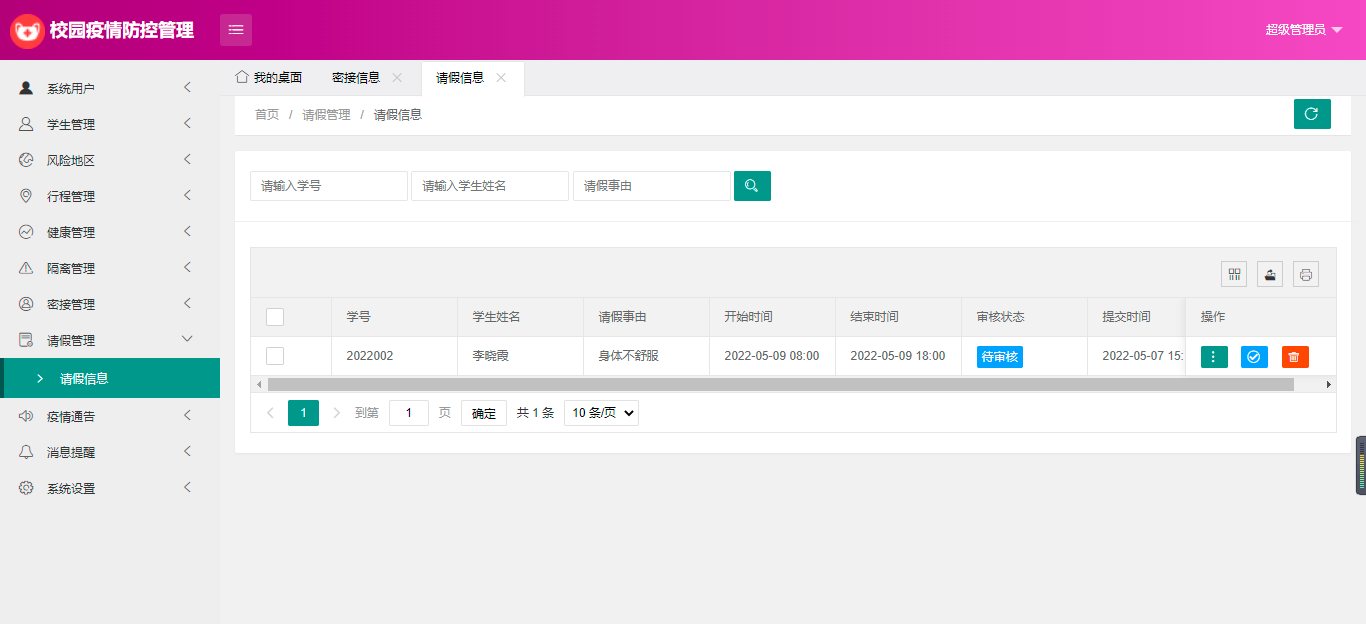 校园疫情防控管理
超级管理员
系统用户
学生管理
风险地区
行程管理
健康管理
隔离管理
密接管理
请假管理
请假信息
疫情通告
消息提醒
系统设置
我的桌面 密接信息 请假信息
首页 / 请假管理 / 请假信息
请输入学号 请输入学生姓名 请假事由
学号 学生姓名 请假事由 开始时间 结束时间 审核状态 提交时间 操作
2022002 李晓霞 身体不舒服 2022-05-09 08:00 2022-05-09 18:00 待审核 2022-05-07 15:
1 到第 1 页 确定 共 1 条 10 条/页